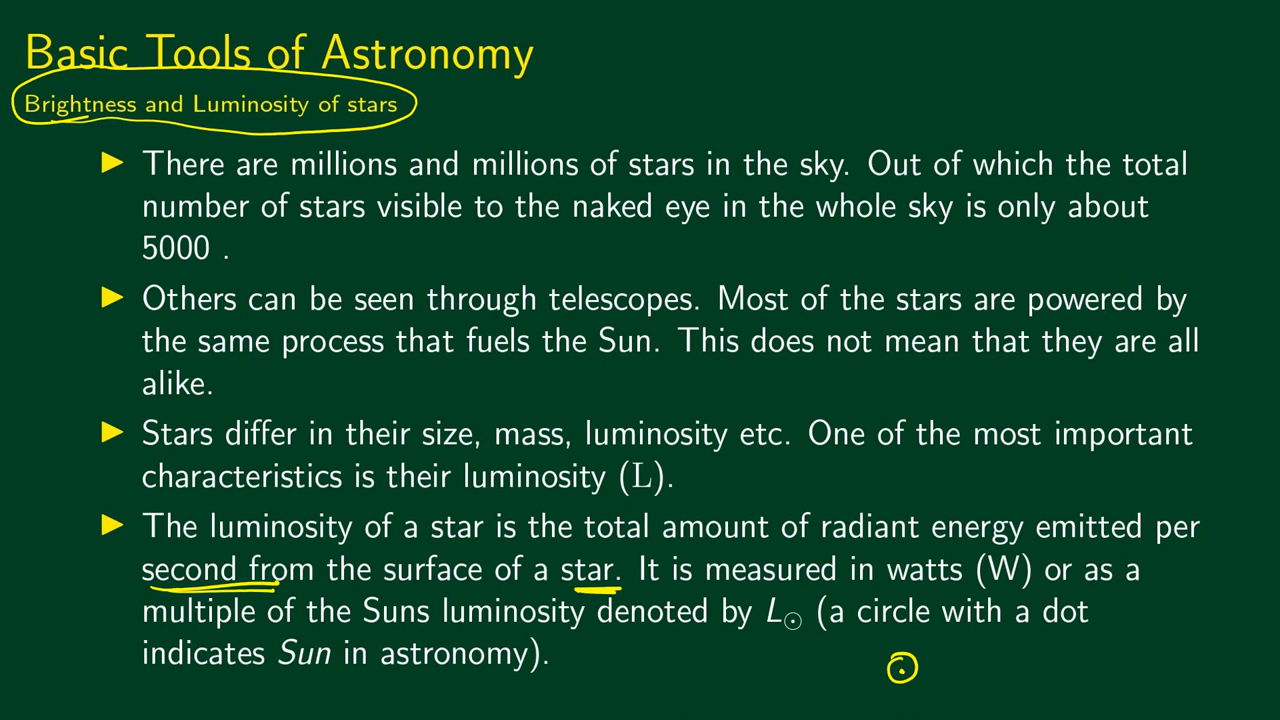 Basic Tools of Astronomy
Brightness and Luminosity of stars
▶ There are millions and millions of stars in the sky. Out of which the total
number of stars visible to the naked eye in the whole sky is only about
5000 .
▶ Others can be seen through telescopes. Most of the stars are powered by
the same process that fuels the Sun. This does not mean that they are all
alike.
▶ Stars differ in their size, mass, luminosity etc. One of the most important
characteristics is their luminosity (L).
▶ The luminosity of a star is the total amount of radiant energy emitted per
second from the surface of a star. It is measured in watts (W) or as a
multiple of the Suns luminosity denoted by L⊙ (a circle with a dot
indicates Sun in astronomy).
⊙